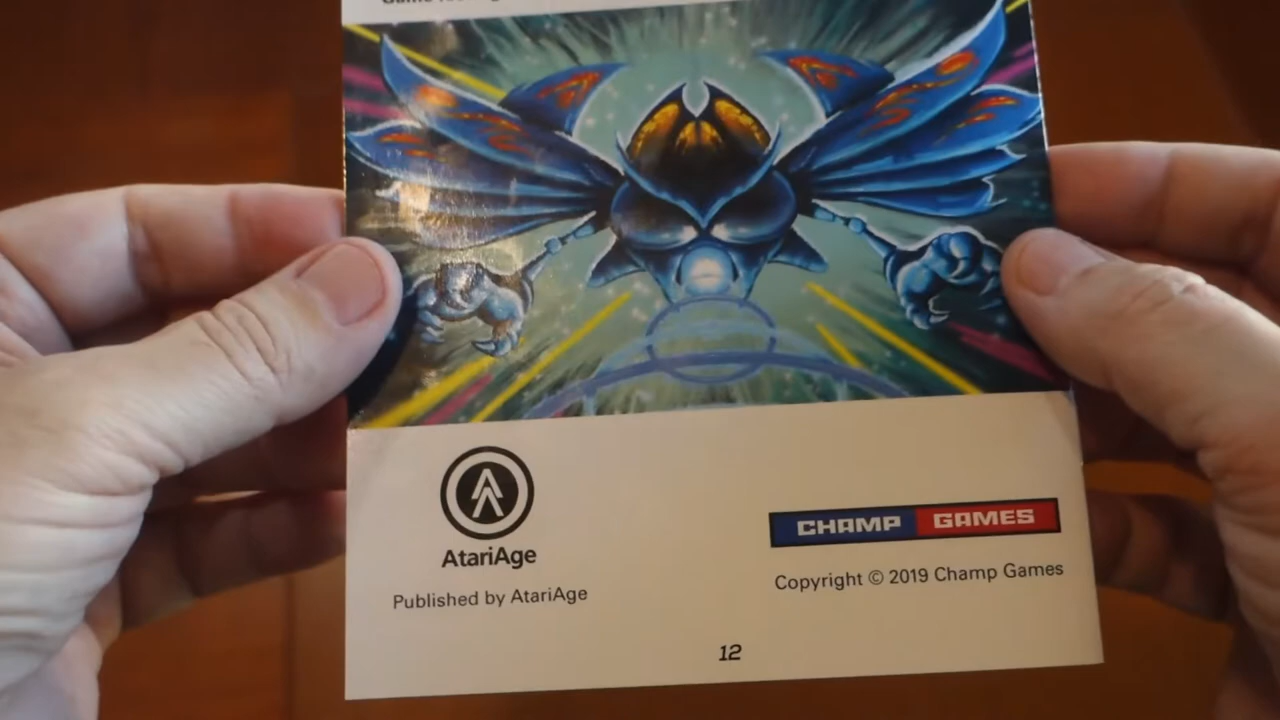 AtariAge
Published by AtariAge
CHAMP GAMES
Copyright © 2019 Champ Games
12